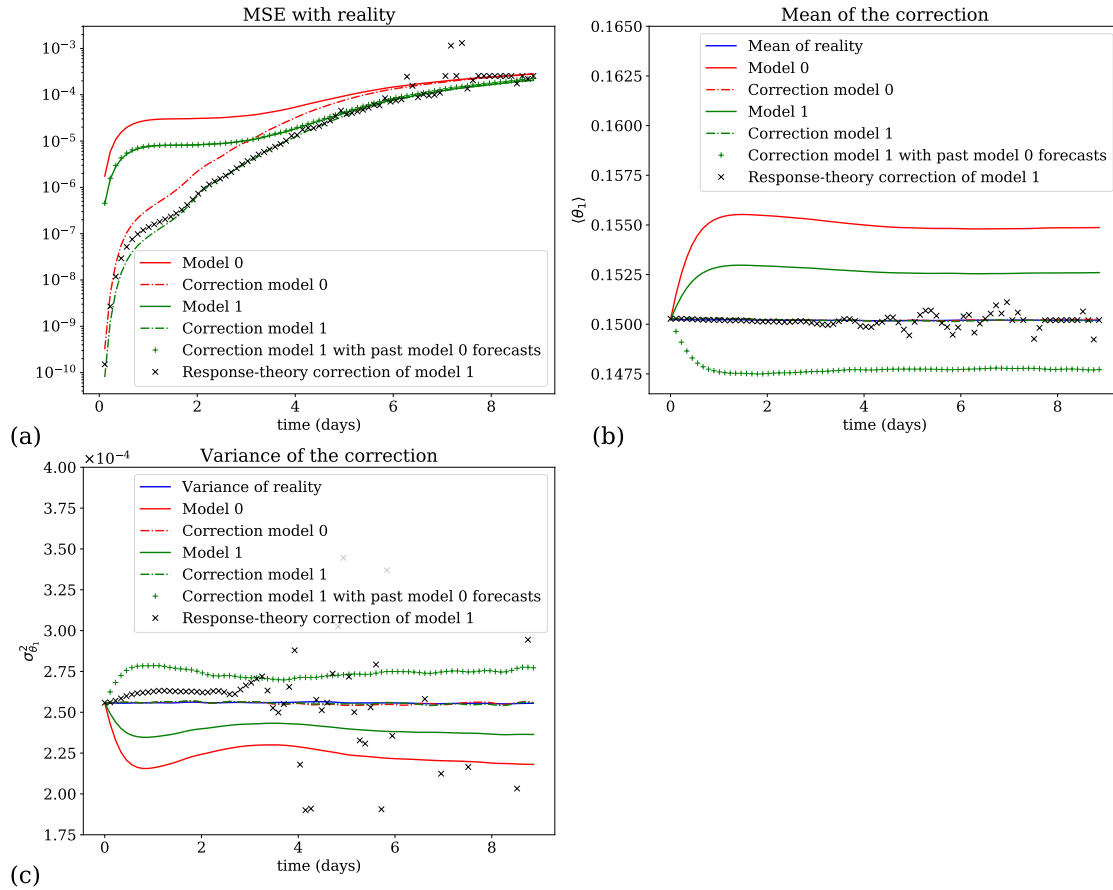 MSE with reality
10⁻³
10⁻⁴
10⁻⁵
10⁻⁶
10⁻⁷
10⁻⁸
10⁻⁹
10⁻¹⁰
Model 0
Correction model 0
Model 1
Correction model 1
Correction model 1 with past model 0 forecasts
Response-theory correction of model 1
0 2 4 6 8
time (days)
(a)
Mean of the correction
0.1650
0.1625
0.1600
0.1575
0.1550
0.1525
0.1500
0.1475
⟨θ₁⟩
Mean of reality
Model 0
Correction model 0
Model 1
Correction model 1
Correction model 1 with past model 0 forecasts
Response-theory correction of model 1
0 2 4 6 8
time (days)
(b)
×10⁻⁴
Variance of the correction
4.00
3.75
3.50
3.25
3.00
2.75
2.50
2.25
2.00
1.75
σ²_θ₁
Variance of reality
Model 0
Correction model 0
Model 1
Correction model 1
Correction model 1 with past model 0 forecasts
Response-theory correction of model 1
0 2 4 6 8
time (days)
(c)